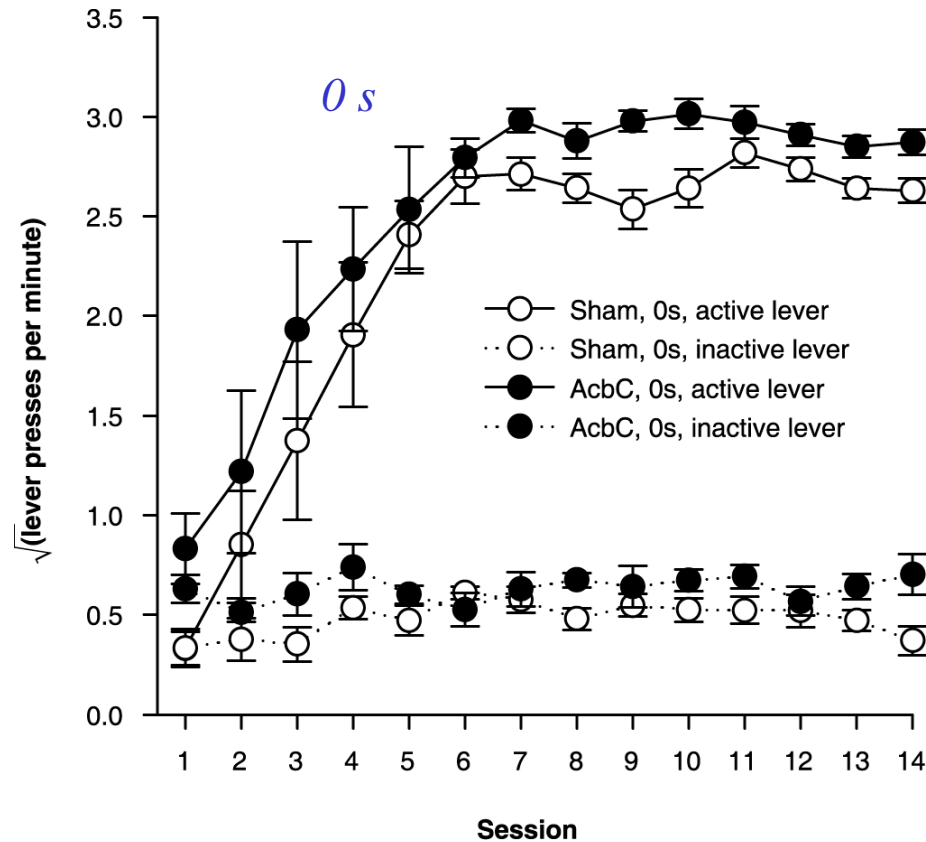 3.5
0 s
3.0
2.5
2.0
1.5
1.0
0.5
0.0
√(lever presses per minute)
Sham, 0s, active lever
Sham, 0s, inactive lever
AcbC, 0s, active lever
AcbC, 0s, inactive lever
1 2 3 4 5 6 7 8 9 10 11 12 13 14
Session